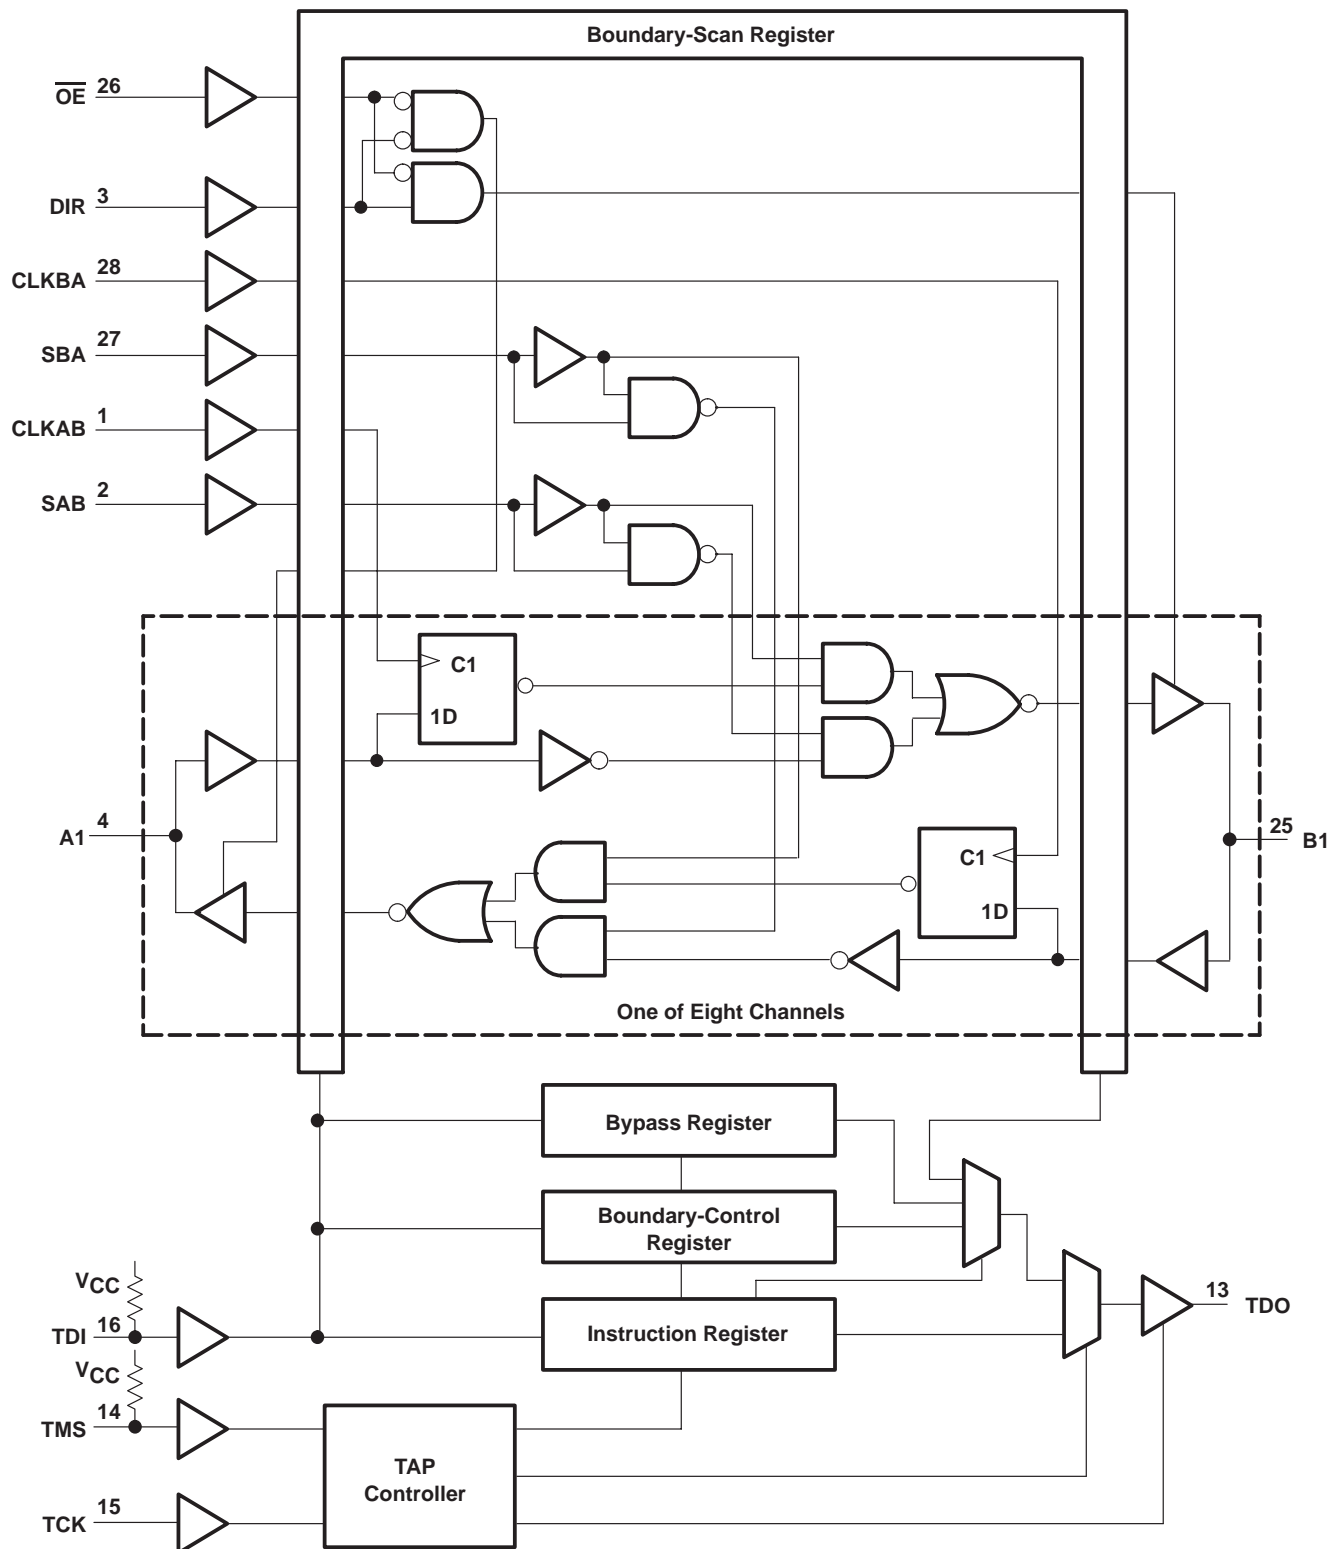 Boundary-Scan Register
O̅E̅ 26
DIR 3
CLKBA 28
SBA 27
CLKAB 1
SAB 2
C1
1D
A1 4
C1
1D
25 B1
One of Eight Channels
Bypass Register
Boundary-Control
Register
VCC
TDI 16
Instruction Register
13 TDO
VCC
TMS 14
TAP
Controller
TCK 15